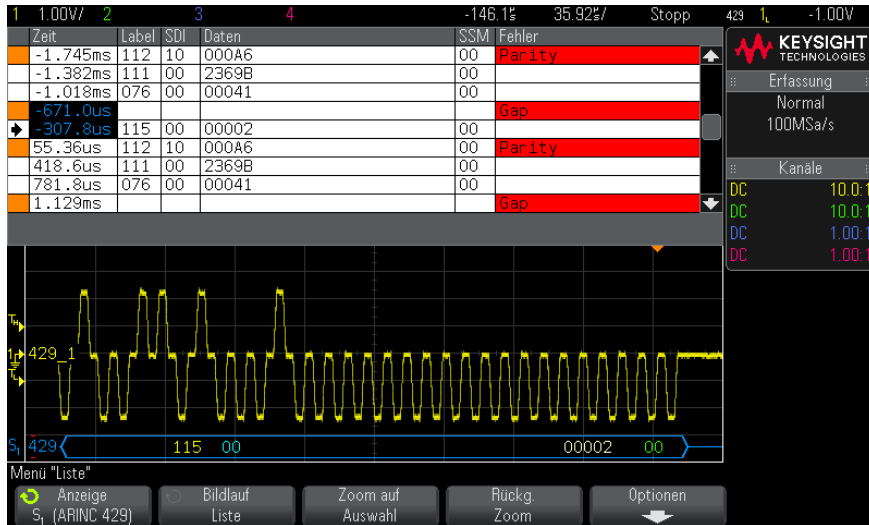 1 1.00V/ 2 3 4 -146.1us 35.92us/ Stopp 429 1L -1.00V
Zeit Label SDI Daten SSM Fehler
-1.745ms 112 10 000A6 00 Parity
-1.382ms 111 00 2369B 00
-1.018ms 076 00 00041 00
-671.0us Gap
-307.8us 115 00 00002 00
55.36us 112 10 000A6 00 Parity
418.6us 111 00 2369B 00
781.8us 076 00 00041 00
1.129ms Gap
KEYSIGHT
TECHNOLOGIES
Erfassung
Normal
100MSa/s
Kanäle
DC 10.0:1
DC 10.0:1
DC 1.00:1
DC 1.00:1
TH
1 429_1
TL
S1 429 115 00 00002 00
Menü "Liste"
Anzeige
S1 (ARINC 429)
Bildlauf
Liste
Zoom auf
Auswahl
Rückg.
Zoom
Optionen